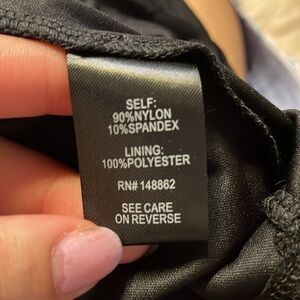 SELF:
90%NYLON
10%SPANDEX
LINING:
100%POLYESTER
RN# 148862
SEE CARE
ON REVERSE